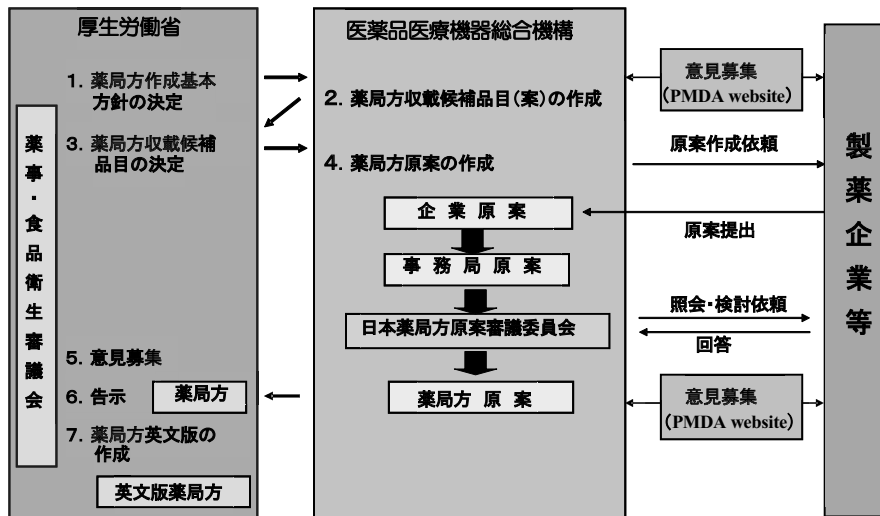 厚生労働省
1. 薬局方作成基本
方針の決定
3. 薬局方収載候補
品目の決定
薬事・食品衛生審議会
5. 意見募集
6. 告示
薬局方
7. 薬局方英文版の
作成
英文版薬局方
医薬品医療機器総合機構
2. 薬局方収載候補品目(案)の作成
4. 薬局方原案の作成
企業原案
事務局原案
日本薬局方原案審議委員会
薬局方原案
意見募集
(PMDA website)
原案作成依頼
原案提出
照会・検討依頼
回答
意見募集
(PMDA website)
製薬企業等